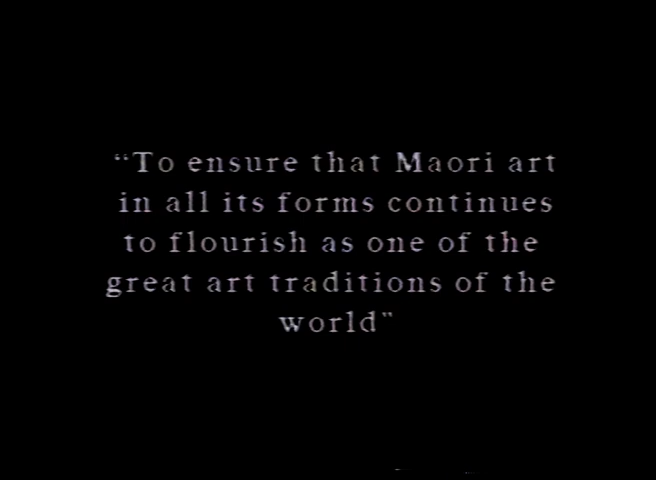 “To ensure that Maori art
in all its forms continues
to flourish as one of the
great art traditions of the
world”